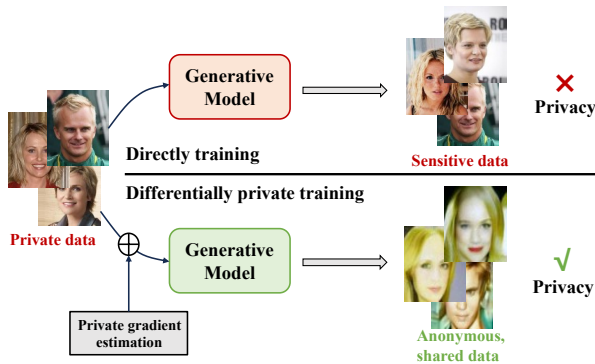 Generative
Model
Privacy
Directly training
Sensitive data
Differentially private training
Private data
Generative
Model
√
Privacy
Private gradient
estimation
Anonymous,
shared data